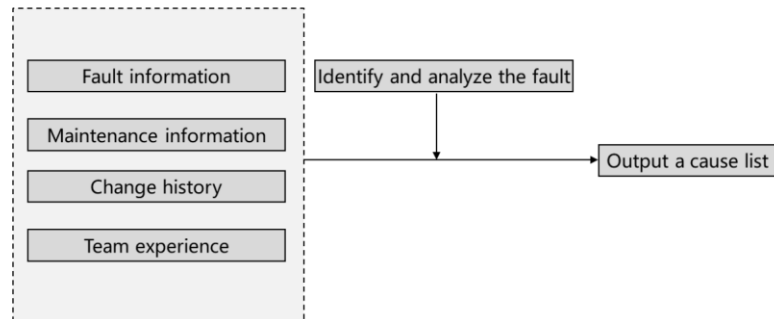 Fault information
Maintenance information
Change history
Team experience
Identify and analyze the fault
Output a cause list